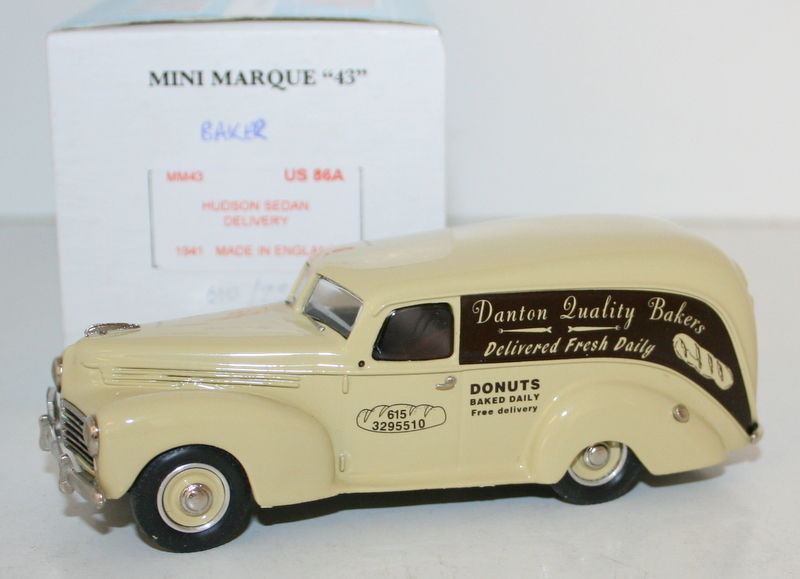 MINI MARQUE "43"
BAKER
MM43 US 86A
HUDSON SEDAN
DELIVERY
1941 MADE IN ENGLAND
Danton Quality Bakers
Delivered Fresh Daily
DONUTS
BAKED DAILY
Free delivery
615
3295510